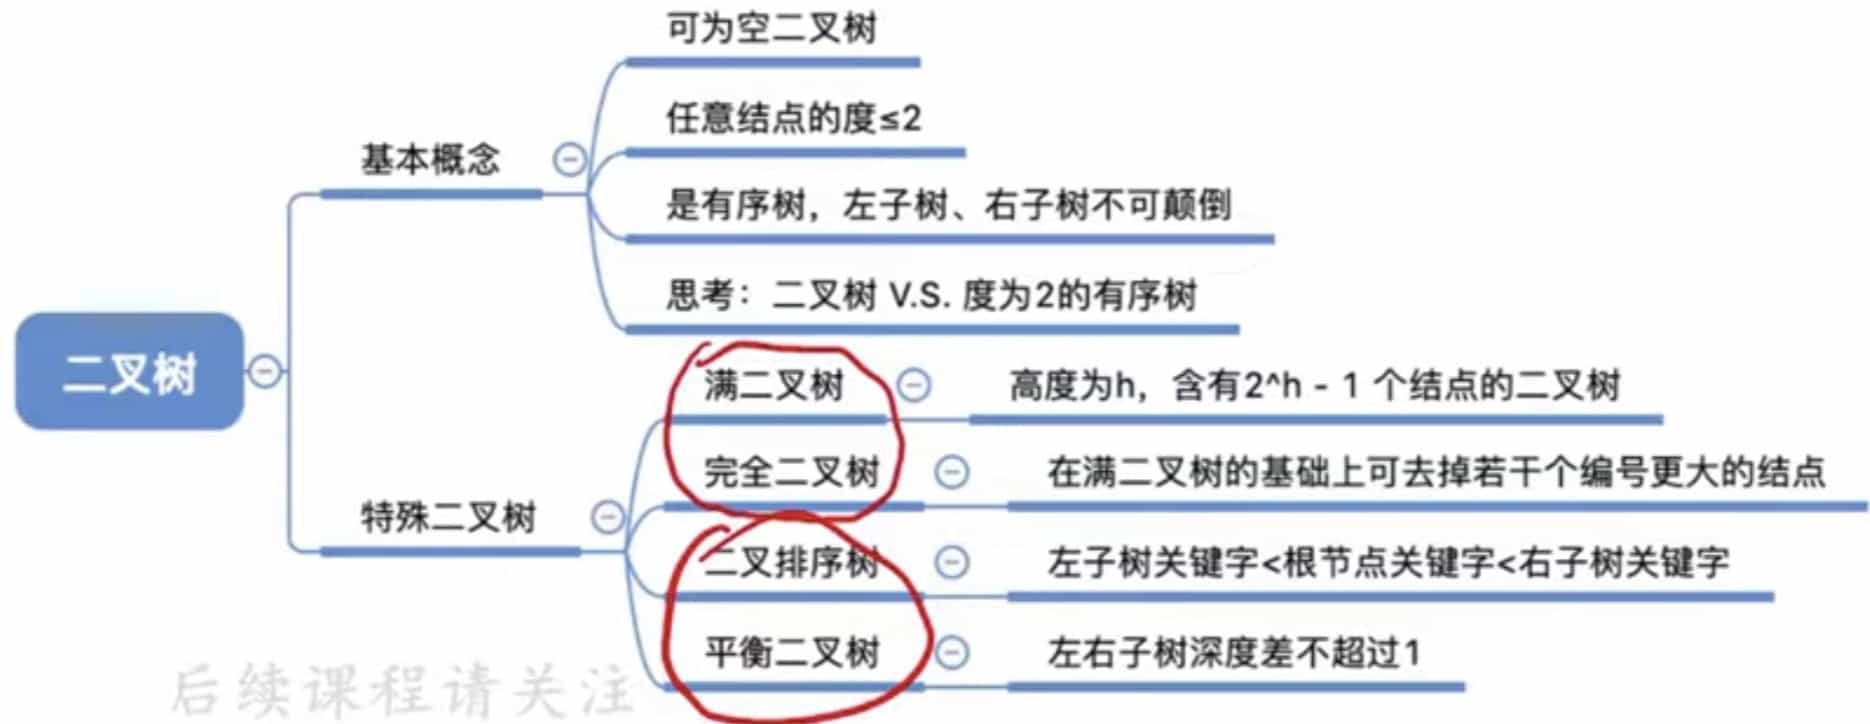 可为空二叉树
任意结点的度≤2
基本概念
是有序树，左子树、右子树不可颠倒
思考：二叉树 V.S. 度为2的有序树
二叉树
满二叉树
高度为h，含有2^h - 1 个结点的二叉树
完全二叉树
在满二叉树的基础上可去掉若干个编号更大的结点
特殊二叉树
二叉排序树
左子树关键字<根节点关键字<右子树关键字
平衡二叉树
左右子树深度差不超过1
后续课程请关注